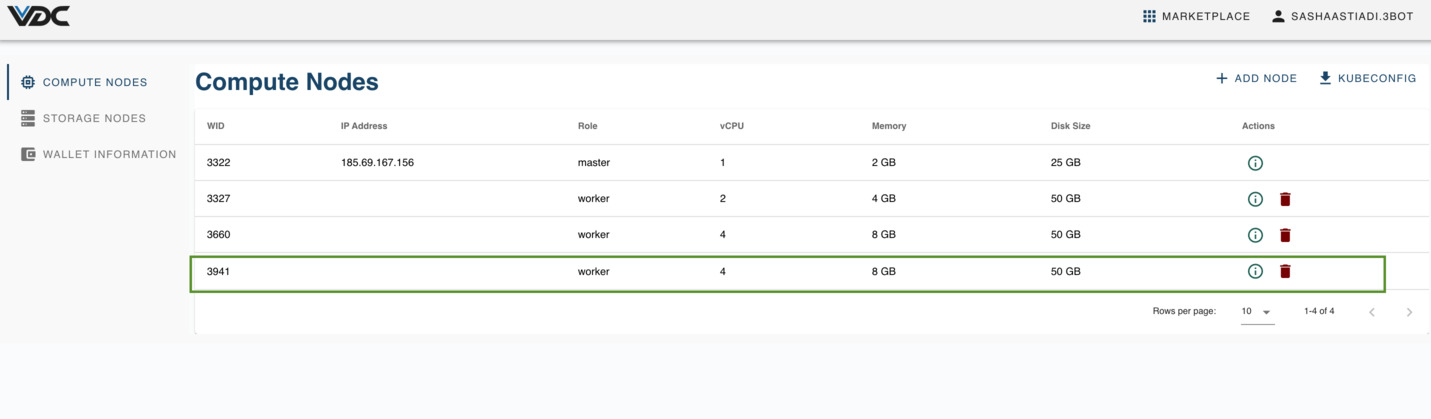 VDC
MARKETPLACE SASHAASTIADI.3BOT
COMPUTE NODES
STORAGE NODES
WALLET INFORMATION
Compute Nodes
ADD NODE KUBECONFIG
WID IP Address Role vCPU Memory Disk Size Actions
3322 185.69.167.156 master 1 2 GB 25 GB
3327 worker 2 4 GB 50 GB
3660 worker 4 8 GB 50 GB
3941 worker 4 8 GB 50 GB
Rows per page: 10 1-4 of 4